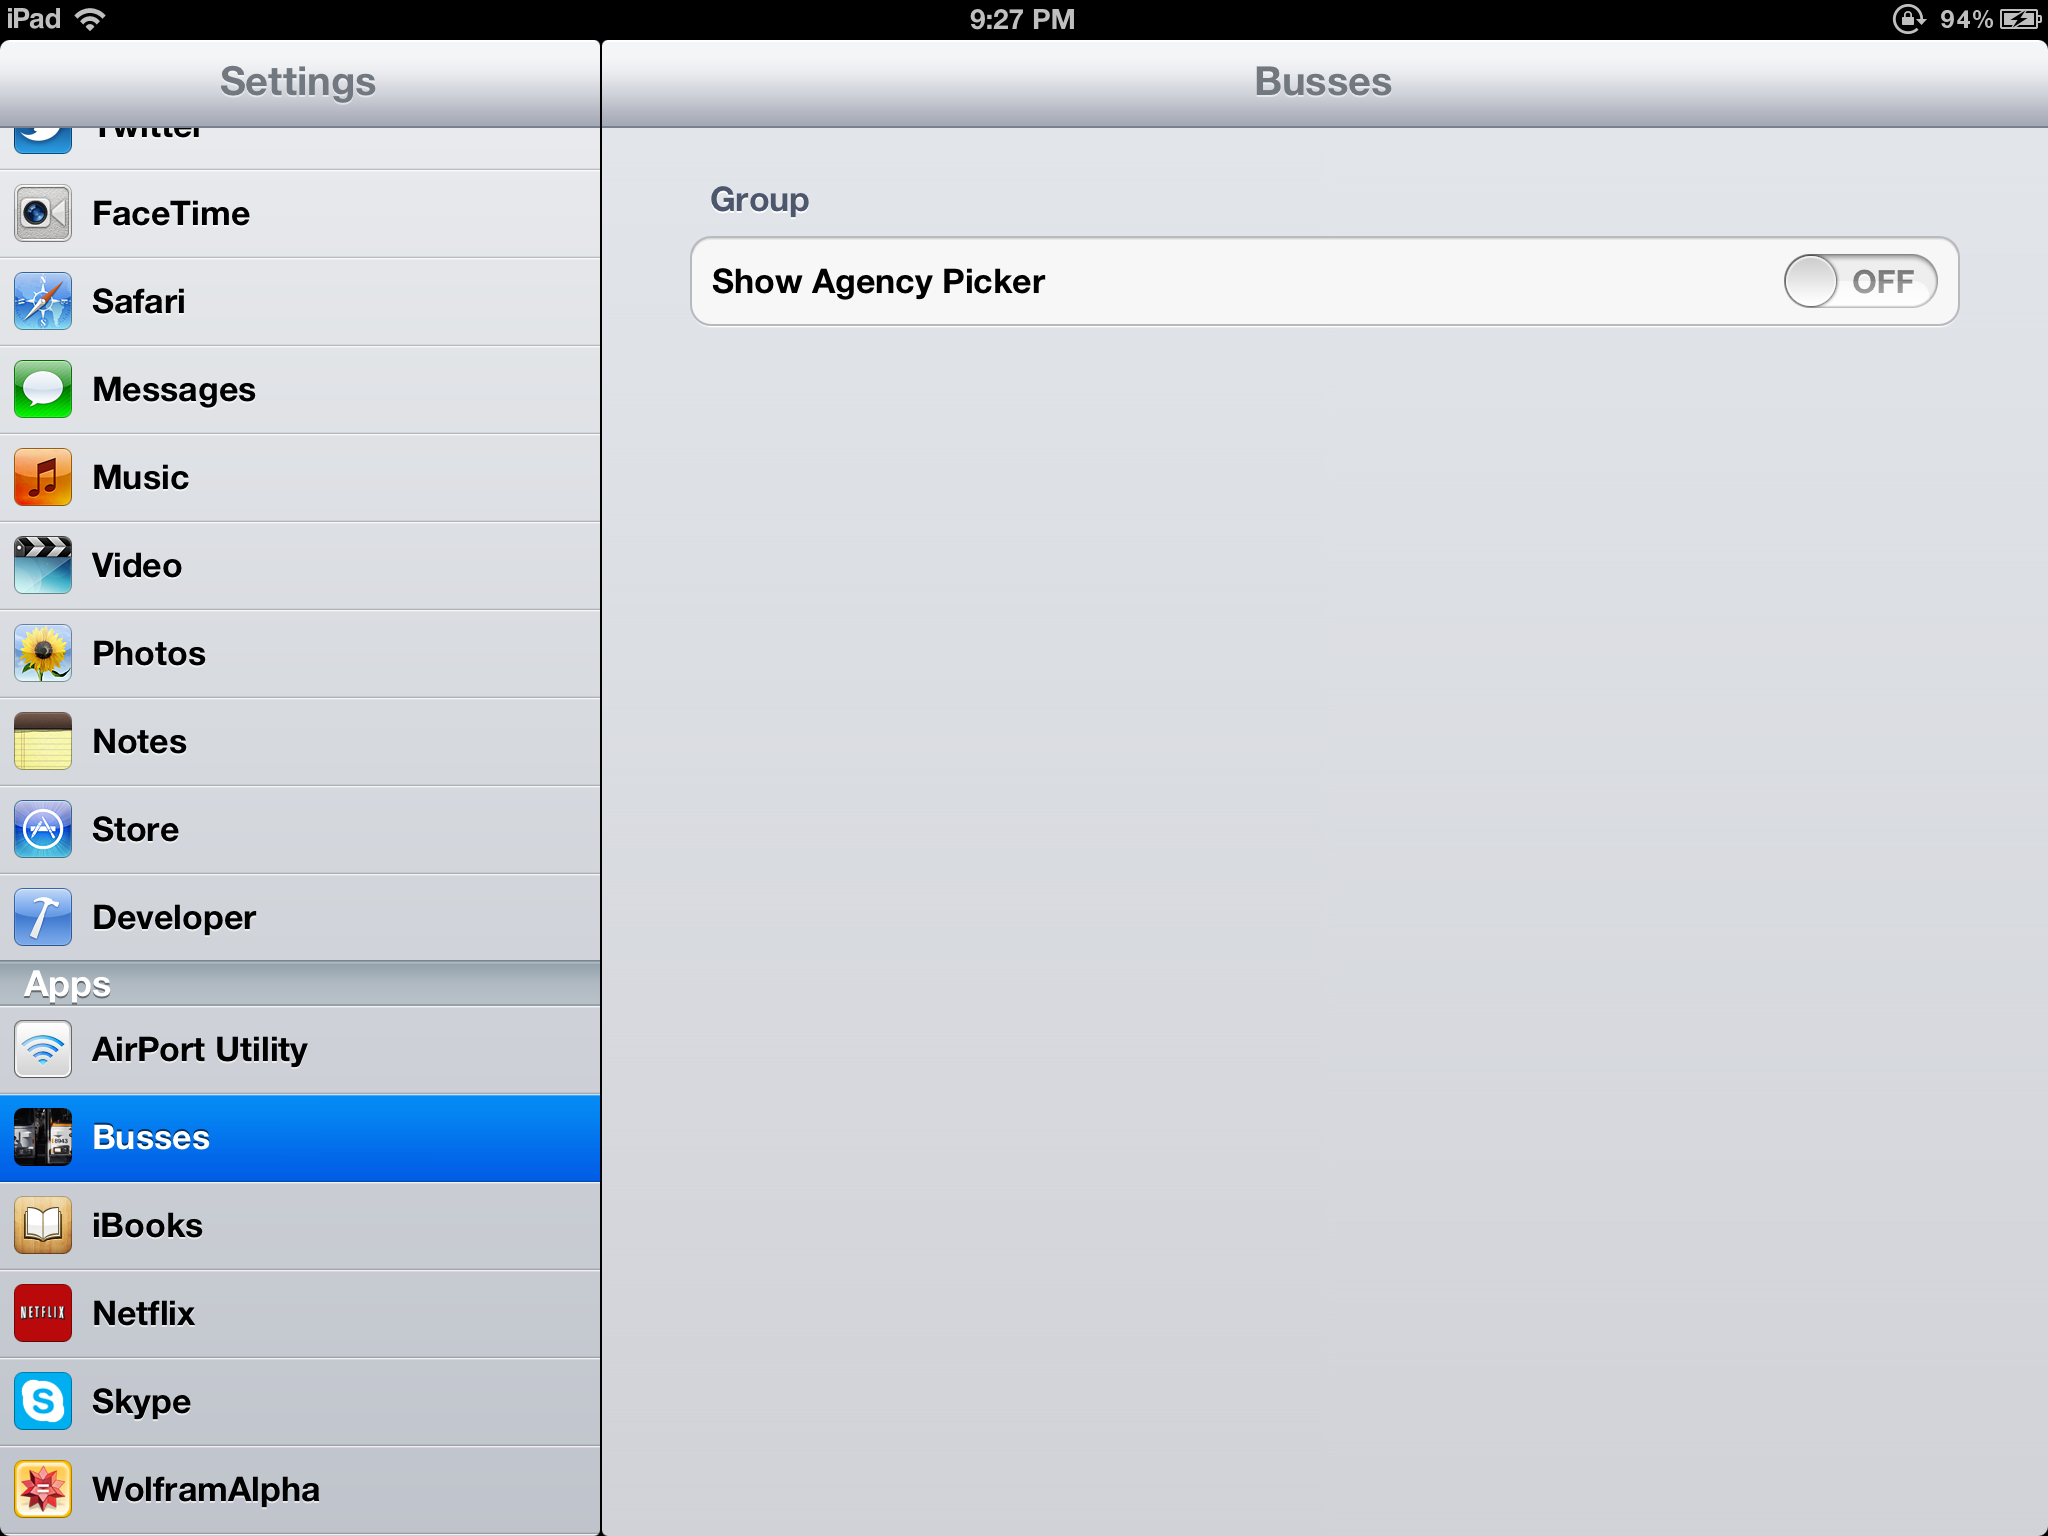 iPad
9:27 PM
94%
Settings
Twitter
FaceTime
Safari
Messages
Music
Video
Photos
Notes
Store
Developer
Apps
AirPort Utility
Busses
iBooks
NETFLIX
Netflix
Skype
WolframAlpha
Busses
Group
Show Agency Picker
OFF